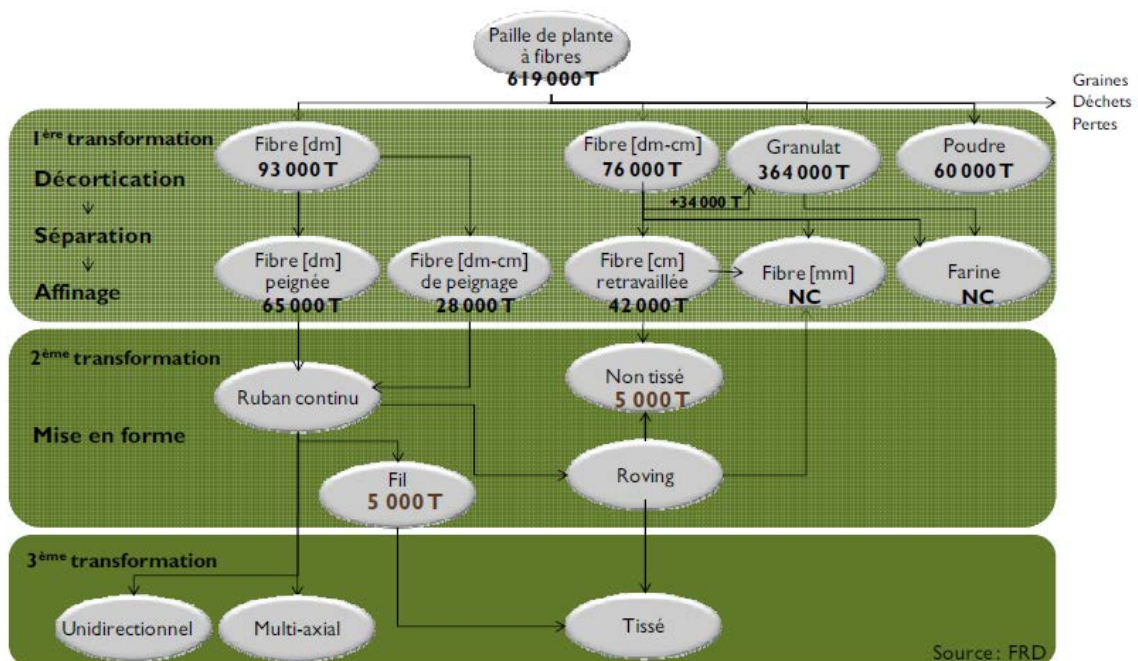 Paille de plante
à fibres
619 000 T
Graines
Déchets
Pertes
1ère transformation
Décortication
Séparation
Affinage
Fibre [dm]
93 000 T
Fibre [dm-cm]
76 000 T
Granulat
364 000 T
Poudre
60 000 T
+34 000 T
Fibre [dm]
peignée
65 000 T
Fibre [dm-cm]
de peignage
28 000 T
Fibre [cm]
retravaillée
42 000 T
Fibre [mm]
NC
Farine
NC
2ème transformation
Mise en forme
Ruban continu
Non tissé
5 000 T
Fil
5 000 T
Roving
3ème transformation
Unidirectionnel
Multi-axial
Tissé
Source : FRD